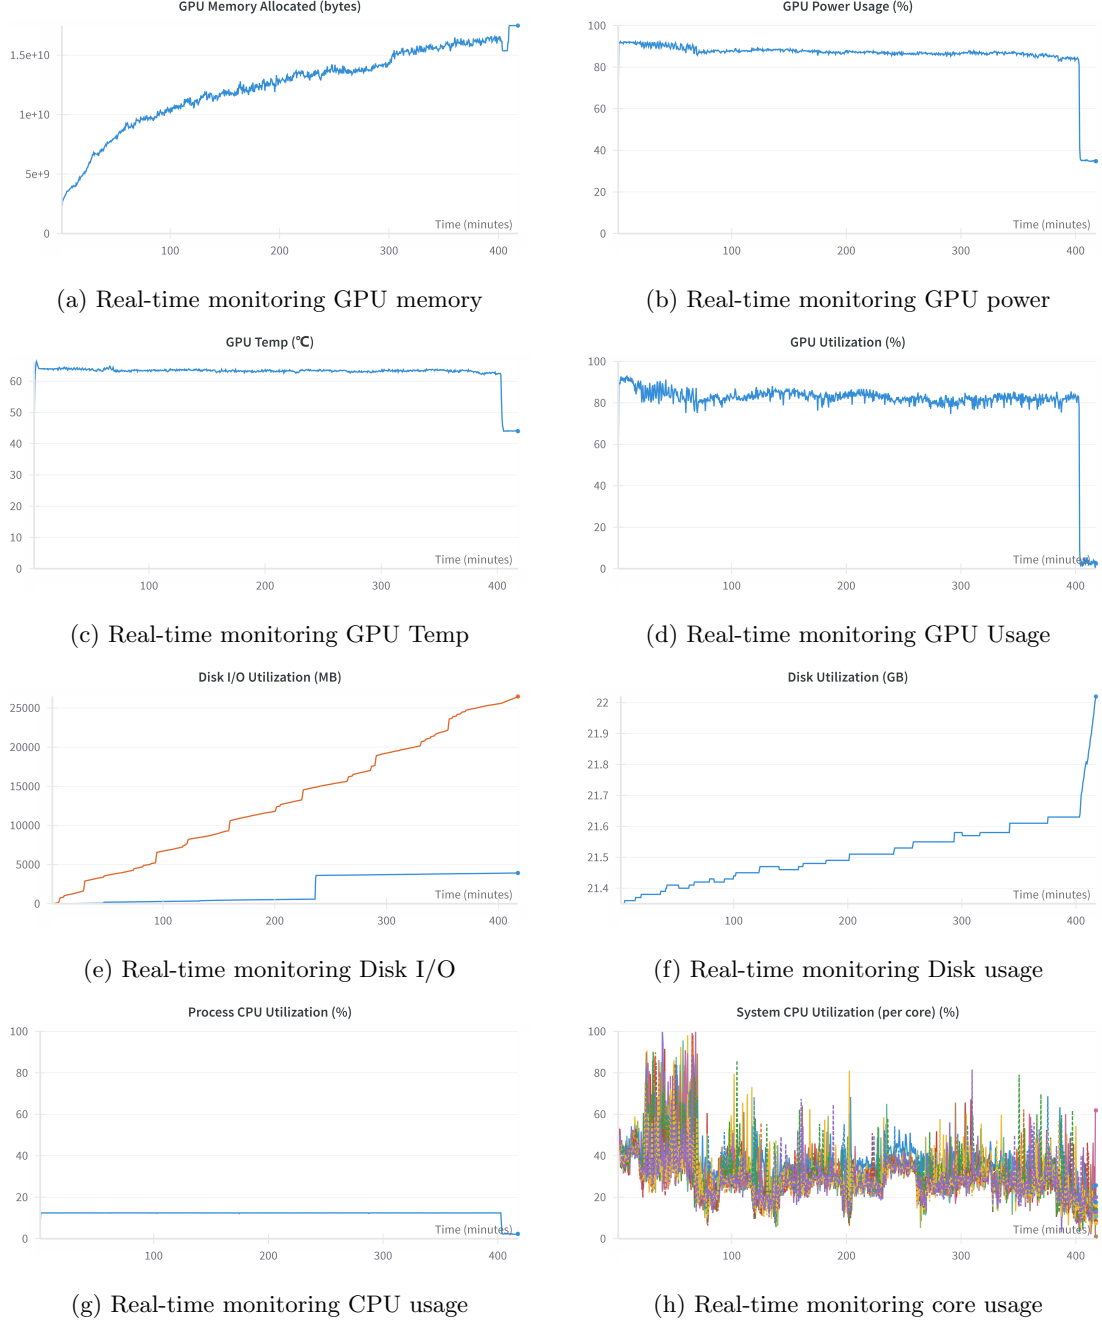 GPU Memory Allocated (bytes)
1.5e+10
1e+10
5e+9
0
100
200
300
400
Time (minutes)
(a) Real-time monitoring GPU memory
GPU Power Usage (%)
100
80
60
40
20
0
100
200
300
400
Time (minutes)
(b) Real-time monitoring GPU power
GPU Temp (℃)
60
50
40
30
20
10
0
100
200
300
400
Time (minutes)
(c) Real-time monitoring GPU Temp
GPU Utilization (%)
100
80
60
40
20
0
100
200
300
400
Time (minutes)
(d) Real-time monitoring GPU Usage
Disk I/O Utilization (MB)
25000
20000
15000
10000
5000
0
100
200
300
400
Time (minutes)
(e) Real-time monitoring Disk I/O
Disk Utilization (GB)
22
21.9
21.8
21.7
21.6
21.5
21.4
100
200
300
400
Time (minutes)
(f) Real-time monitoring Disk usage
Process CPU Utilization (%)
100
80
60
40
20
0
100
200
300
400
Time (minutes)
(g) Real-time monitoring CPU usage
System CPU Utilization (per core) (%)
100
80
60
40
20
0
100
200
300
400
Time (minutes)
(h) Real-time monitoring core usage